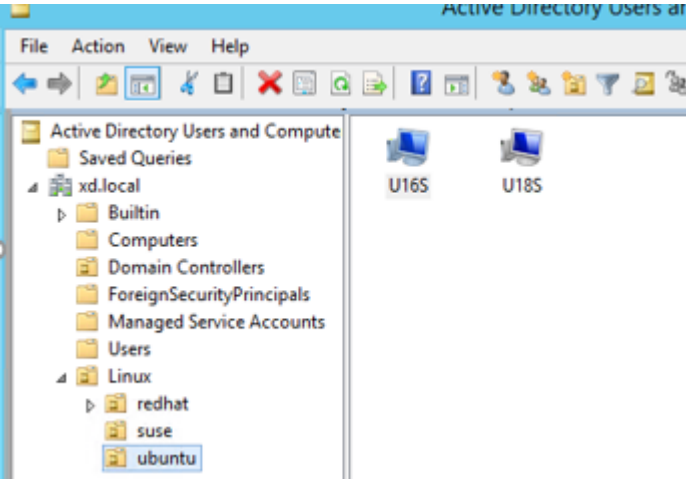 Active Directory Users an
File Action View Help
Active Directory Users and Compute
Saved Queries
xd.local
Builtin
Computers
Domain Controllers
ForeignSecurityPrincipals
Managed Service Accounts
Users
Linux
redhat
suse
ubuntu
U16S U18S